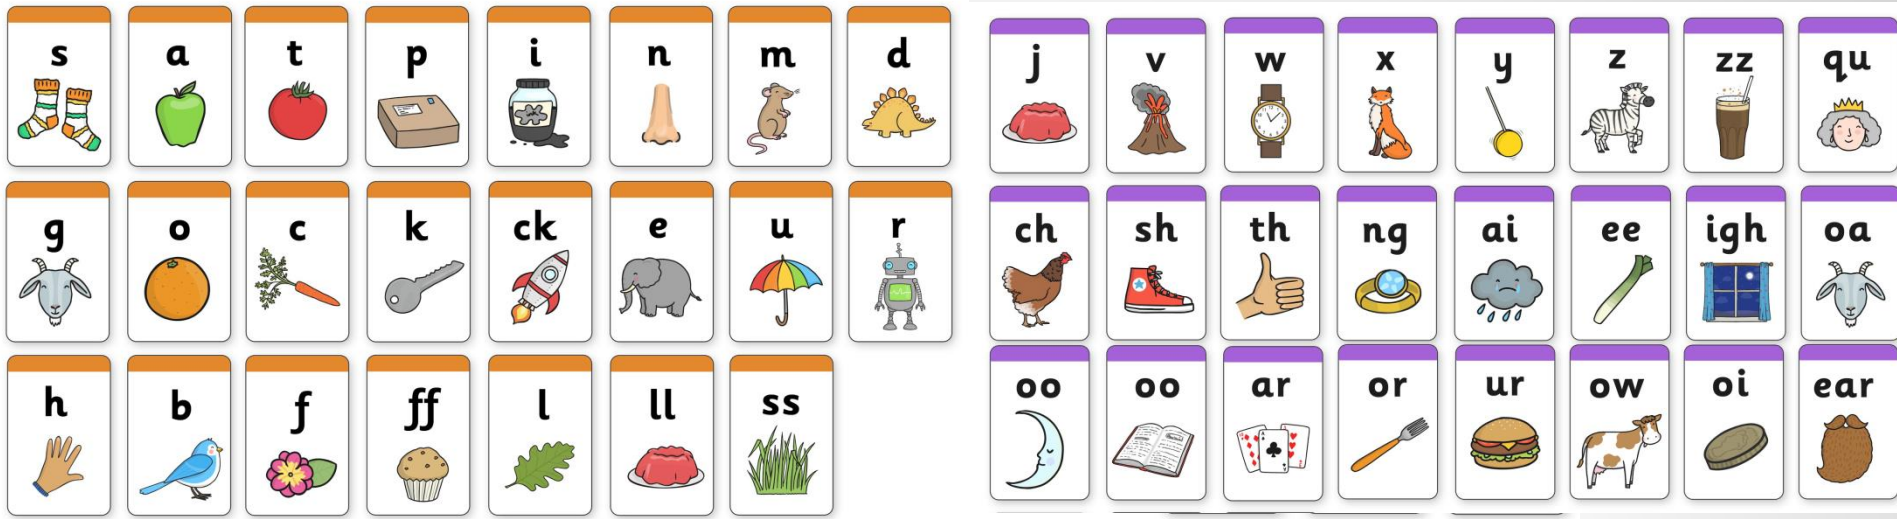 s a t p i n m d
g o c k ck e u r
h b f ff l ll ss
j v w x y z zz qu
ch sh th ng ai ee igh oa
oo oo ar or ur ow oi ear